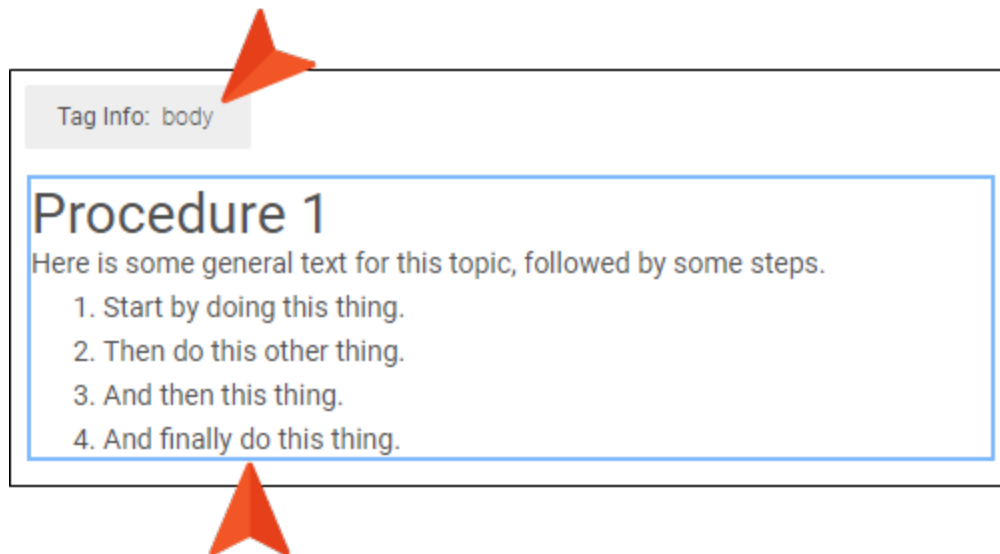 Tag Info: body
Procedure 1
Here is some general text for this topic, followed by some steps.
1. Start by doing this thing.
2. Then do this other thing.
3. And then this thing.
4. And finally do this thing.